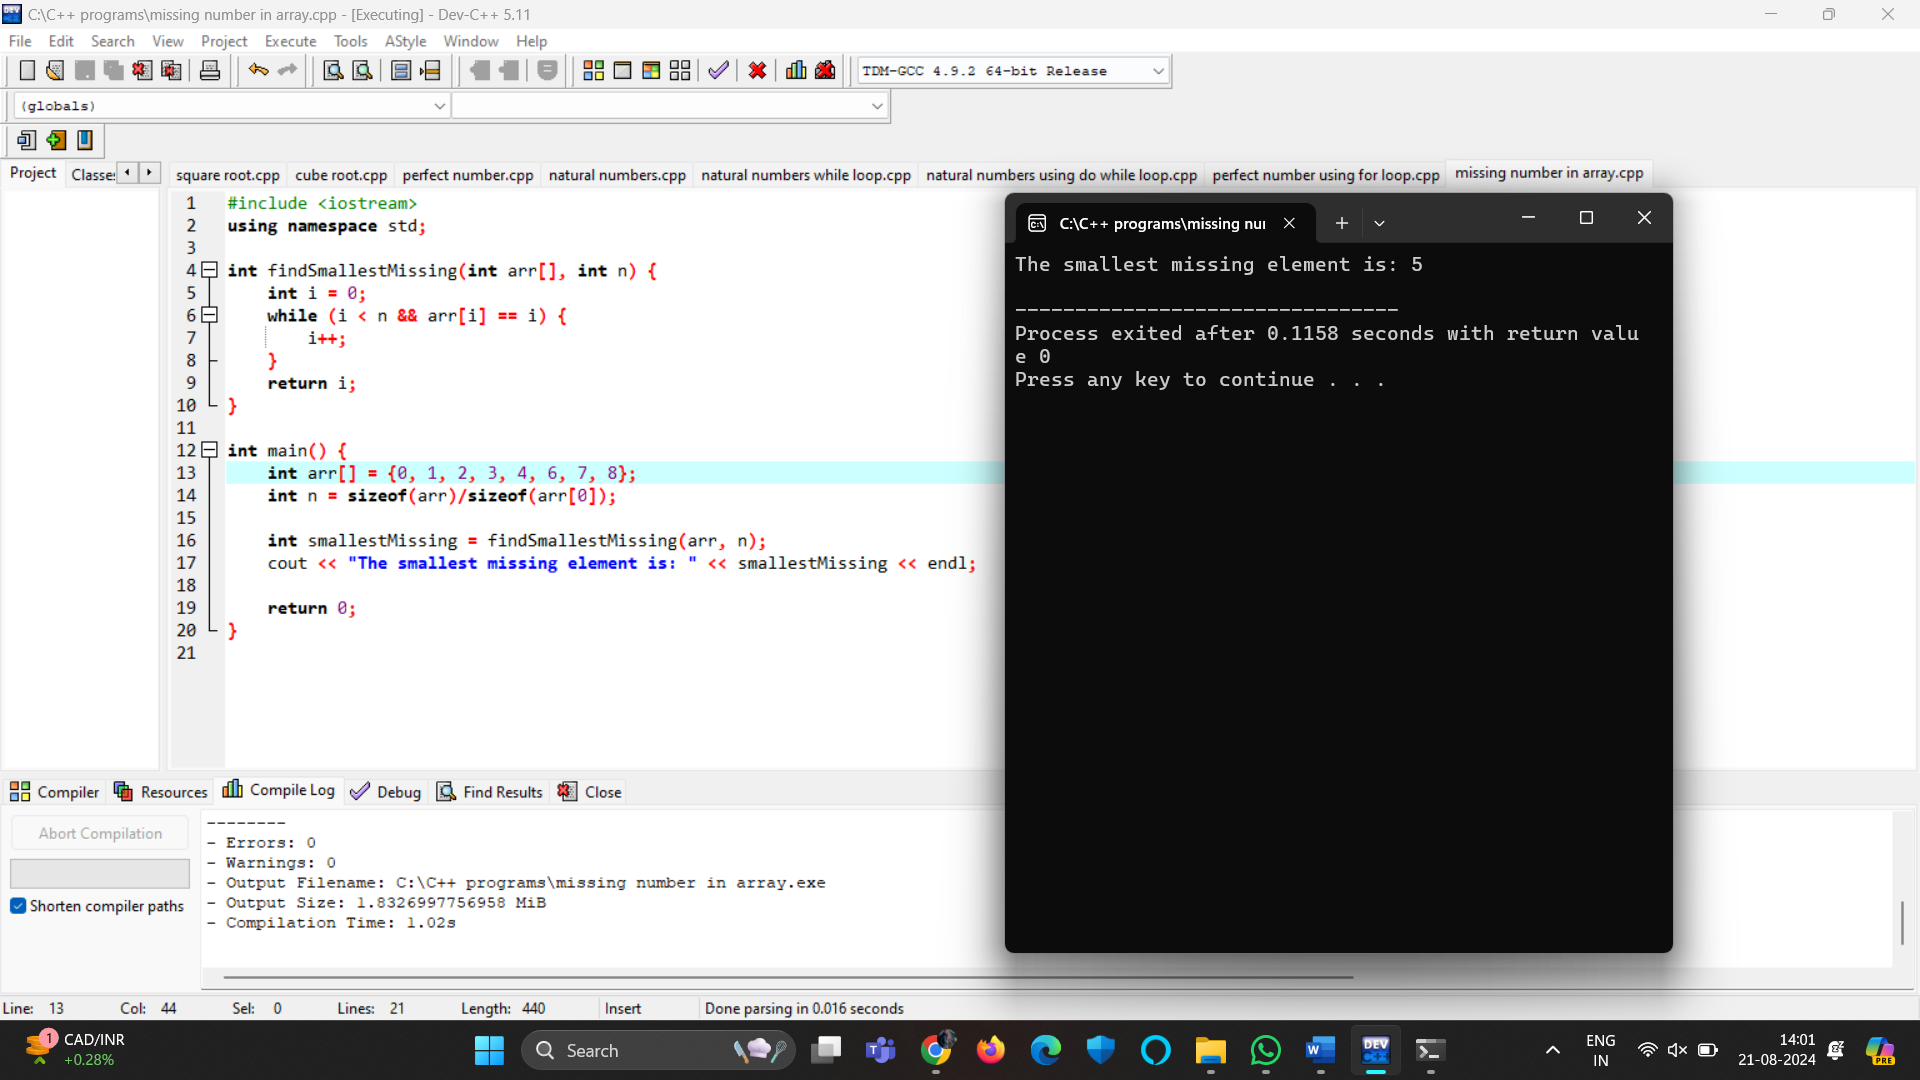 C:\C++ programs\missing number in array.cpp - [Executing] - Dev-C++ 5.11
File Edit Search View Project Execute Tools AStyle Window Help
TDM-GCC 4.9.2 64-bit Release
(globals)
Project Classes square root.cpp cube root.cpp perfect number.cpp natural numbers.cpp natural numbers while loop.cpp natural numbers using do while loop.cpp perfect number using for loop.cpp missing number in array.cpp
1 #include <iostream>
2 using namespace std;
3
4 int findSmallestMissing(int arr[], int n) {
5 int i = 0;
6 while (i < n && arr[i] == i) {
7 i++;
8 }
9 return i;
10 }
11
12 int main() {
13 int arr[] = {0, 1, 2, 3, 4, 6, 7, 8};
14 int n = sizeof(arr)/sizeof(arr[0]);
15
16 int smallestMissing = findSmallestMissing(arr, n);
17 cout << "The smallest missing element is: " << smallestMissing << endl;
18
19 return 0;
20 }
21
C:\C++ programs\missing nu
The smallest missing element is: 5
--------------------------------
Process exited after 0.1158 seconds with return valu
e 0
Press any key to continue . . .
Compiler Resources Compile Log Debug Find Results Close
Abort Compilation
Shorten compiler paths
--------
- Errors: 0
- Warnings: 0
- Output Filename: C:\C++ programs\missing number in array.exe
- Output Size: 1.8326997756958 MiB
- Compilation Time: 1.02s
Line: 13 Col: 44 Sel: 0 Lines: 21 Length: 440 Insert Done parsing in 0.016 seconds
1
CAD/INR
+0.28%
Search
DEV
C++
ENG
IN
14:01
21-08-2024
PRE